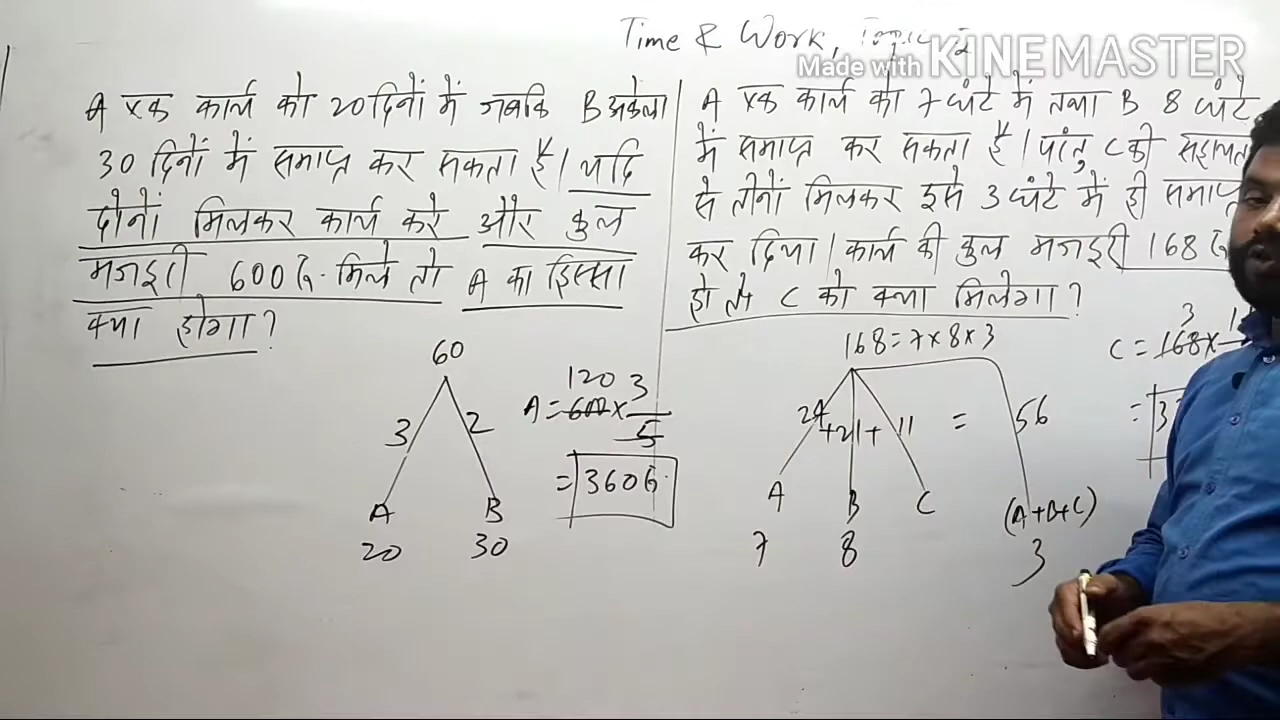 Time & Work, Topic
Made with KINEMASTER
A एक कार्य को 20 दिनों में जबकि B अकेला
30 दिनों में समाप्त कर सकता है। यदि
दोनों मिलकर कार्य करे और कुल
मजदूरी 600 रु. मिले तो A का हिस्सा
क्या होगा?
60
3 2
A B
20 30
120 3
A = 600 × 3/5
= 360 रु.
A एक कार्य को 7 घंटे में तथा B 8 घंटे
में समाप्त कर सकता है। परंतु C की सहायता
से तीनों मिलकर इसे 3 घंटे में ही समाप्त
कर दिया। कार्य की कुल मजदूरी 168 रु
हो तो C को क्या मिलेगा?
168 = 7 × 8 × 3
24 + 21 + 11 = 56
A B C (A+B+C)
7 8 3
3
C = 168 ×
=